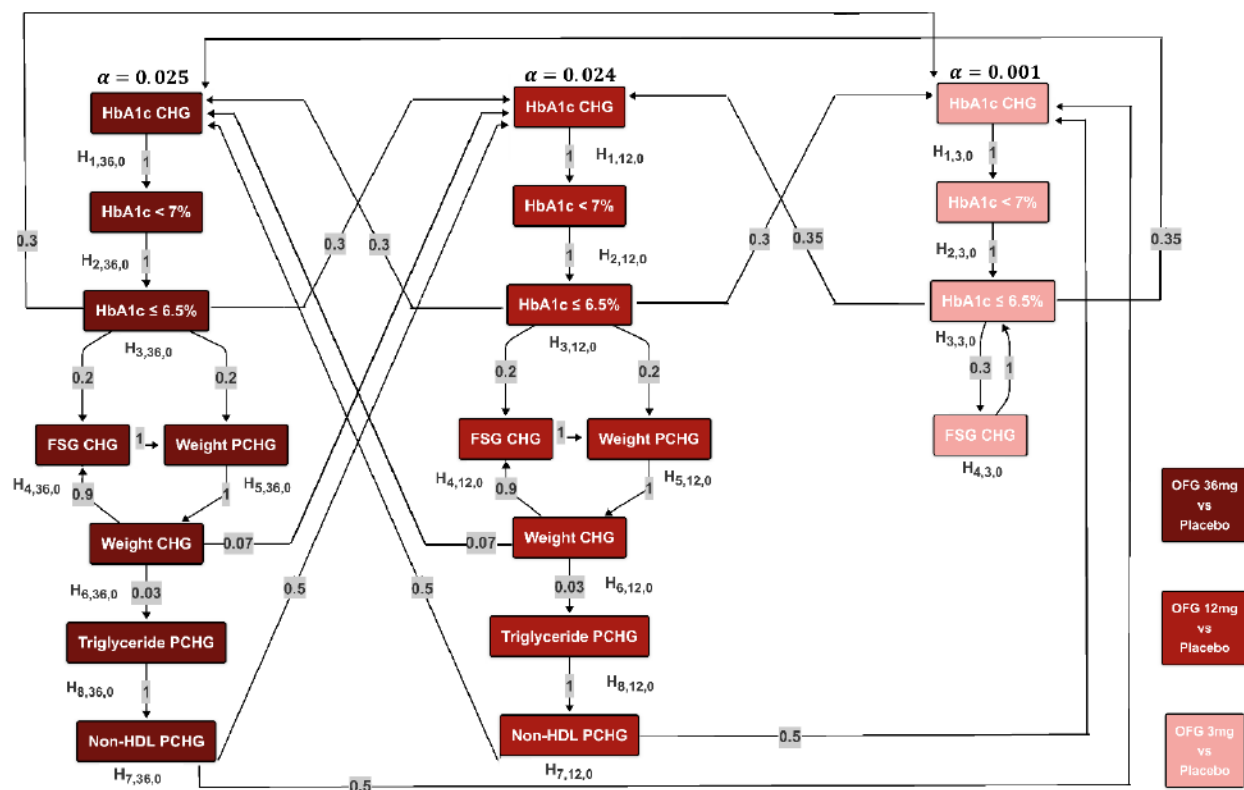 α = 0.025
α = 0.024
α = 0.001
HbA1c CHG
HbA1c CHG
HbA1c CHG
H1,36,0
1
1
H1,12,0
H1,3,0
1
HbA1c < 7%
HbA1c < 7%
HbA1c < 7%
0.3
1
H2,36,0
0.3
0.3
1
H2,12,0
0.3
0.35
H2,3,0
1
0.35
HbA1c ≤ 6.5%
HbA1c ≤ 6.5%
HbA1c ≤ 6.5%
H3,36,0
H3,12,0
H3,3,0
0.2
0.2
0.2
0.2
0.3
1
FSG CHG
1
Weight PCHG
FSG CHG
1
Weight PCHG
FSG CHG
H4,36,0
0.9
1
H5,36,0
H4,12,0
0.9
1
H5,12,0
H4,3,0
Weight CHG
0.07
0.07
Weight CHG
H6,36,0
0.03
0.5
0.5
0.03
H6,12,0
Triglyceride PCHG
Triglyceride PCHG
H8,36,0
1
1
H8,12,0
Non-HDL PCHG
Non-HDL PCHG
0.5
H7,36,0
0.5
H7,12,0
OFG 36mg
vs
Placebo
OFG 12mg
vs
Placebo
OFG 3mg
vs
Placebo